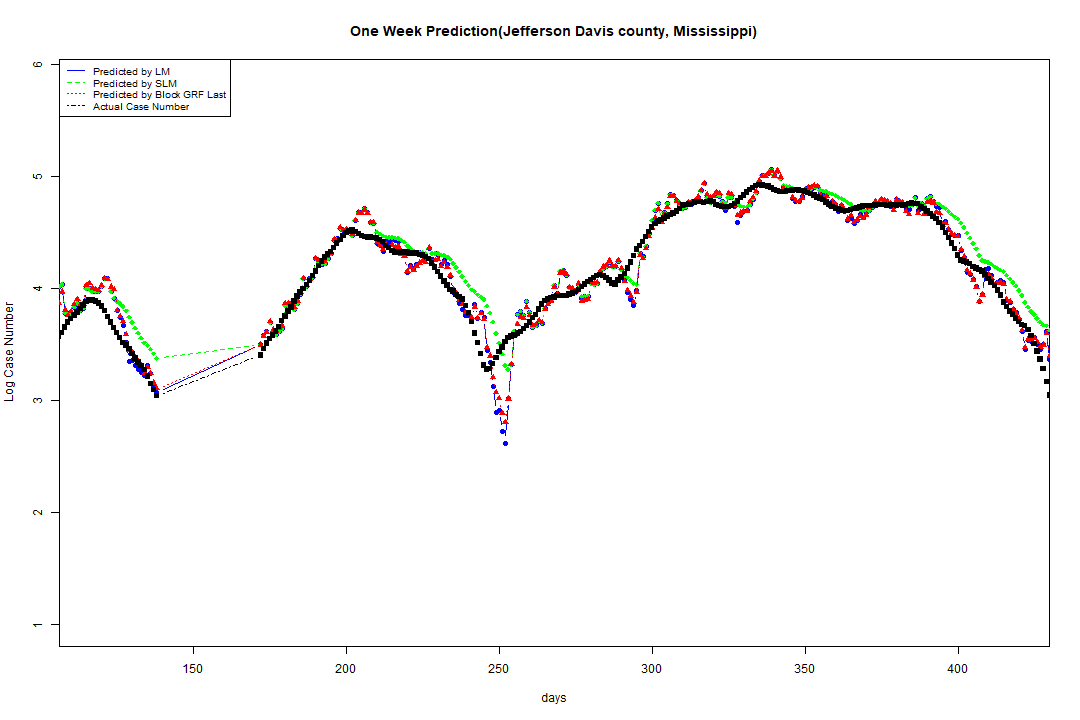 One Week Prediction(Jefferson Davis county, Mississippi)
Predicted by LM
Predicted by SLM
Predicted by Block GRF Last
Actual Case Number
Log Case Number
6
5
4
3
2
1
150
200
250
300
350
400
days